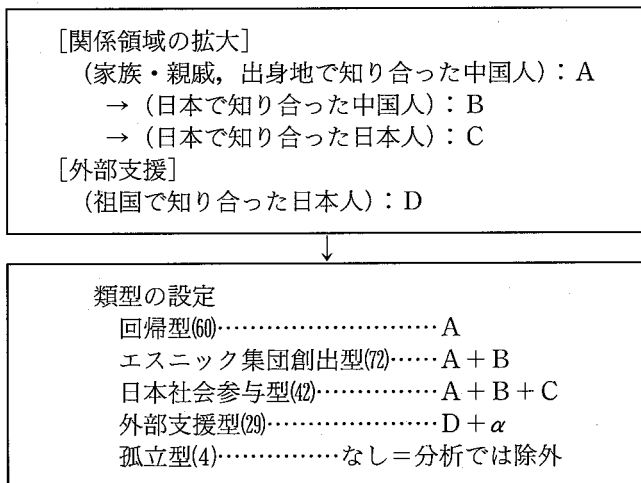 [関係領域の拡大]
(家族・親戚，出身地で知り合った中国人)：A
→ (日本で知り合った中国人)：B
→ (日本で知り合った日本人)：C
[外部支援]
(祖国で知り合った日本人)：D
↓
類型の設定
回帰型(60)…………………………A
エスニック集団創出型(72)……A＋B
日本社会参与型(42)……………A＋B＋C
外部支援型(29)…………………D＋α
孤立型(4)……………なし＝分析では除外